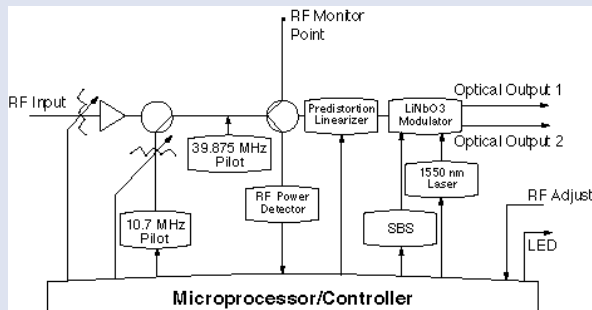 RF Monitor
Point
RF Input
39.875 MHz
Pilot
Predistortion
Linearizer
LiNbO3
Modulator
Optical Output 1
Optical Output 2
RF Power
Detector
1550 nm
Laser
10.7 MHz
Pilot
SBS
RF Adjust
LED
Microprocessor/Controller